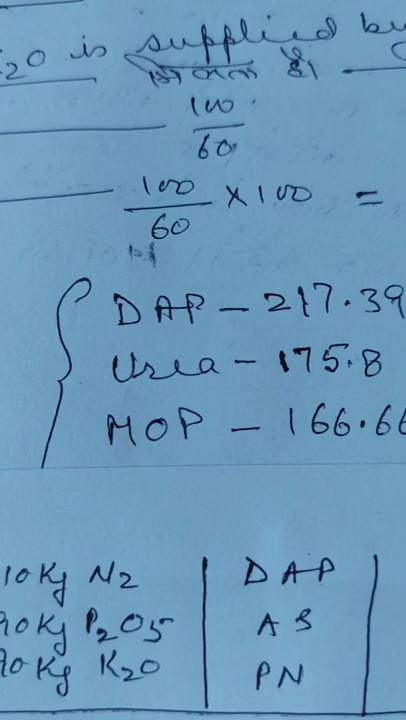 2O is supplied by
100
60
100
60 × 100 =
DAP - 217.39
Urea - 175.8
MOP - 166.66
10 Kg N2 | DAP |
90 Kg P2O5 | AS
90 Kg K2O | PN